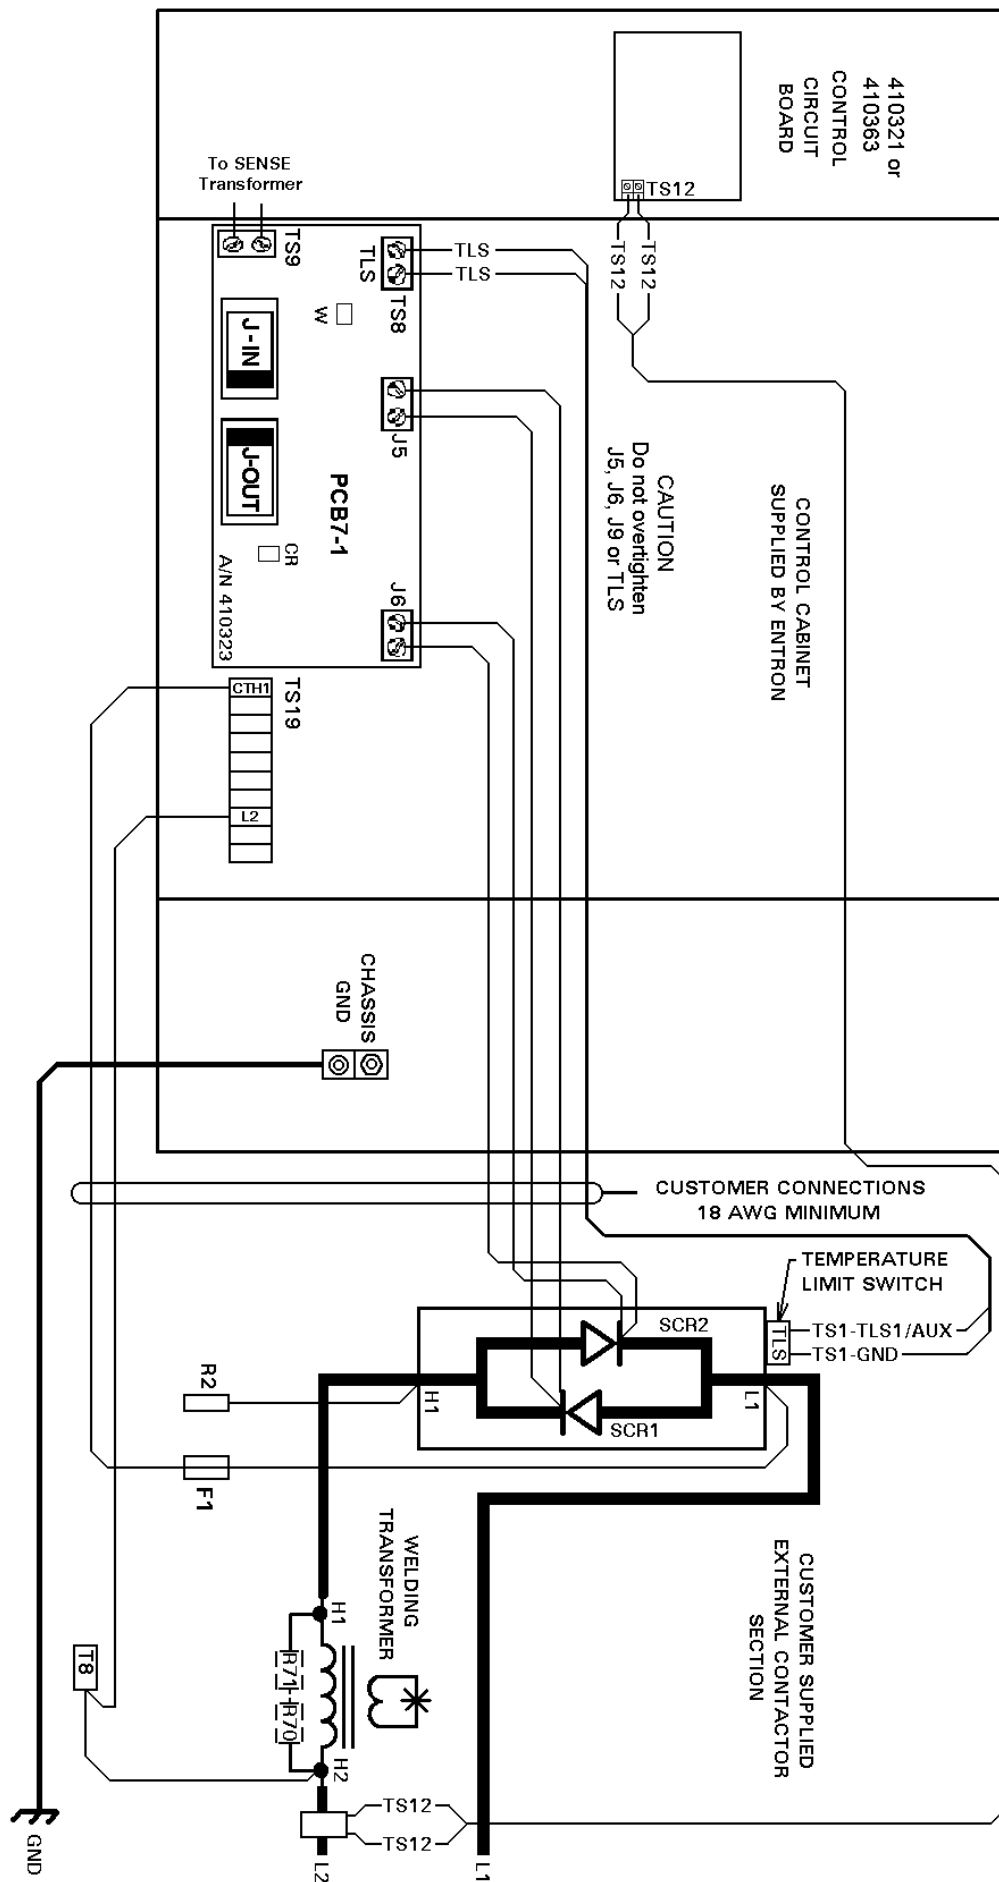 410321 or
410363
CONTROL
CIRCUIT
BOARD
TS12
To SENSE
Transformer
TS12
TS12
TS9
TLS
TS8
TLS
TLS
W
J-IN
J5
J-OUT
PCB7-1
CR
A/N 410323
J6
CAUTION
Do not overtighten
J5, J6, J9 or TLS
CONTROL CABINET
SUPPLIED BY ENTRON
TS19
CTH1
L2
CHASSIS
GND
CUSTOMER CONNECTIONS
18 AWG MINIMUM
TEMPERATURE
LIMIT SWITCH
TLS
TS1-TLS1/AUX
TS1-GND
SCR2
SCR1
H1
L1
R2
F1
WELDING
TRANSFORMER
CUSTOMER SUPPLIED
EXTERNAL CONTACTOR
SECTION
H1
R71
R70
H2
T8
TS12
TS12
L2
L1
GND